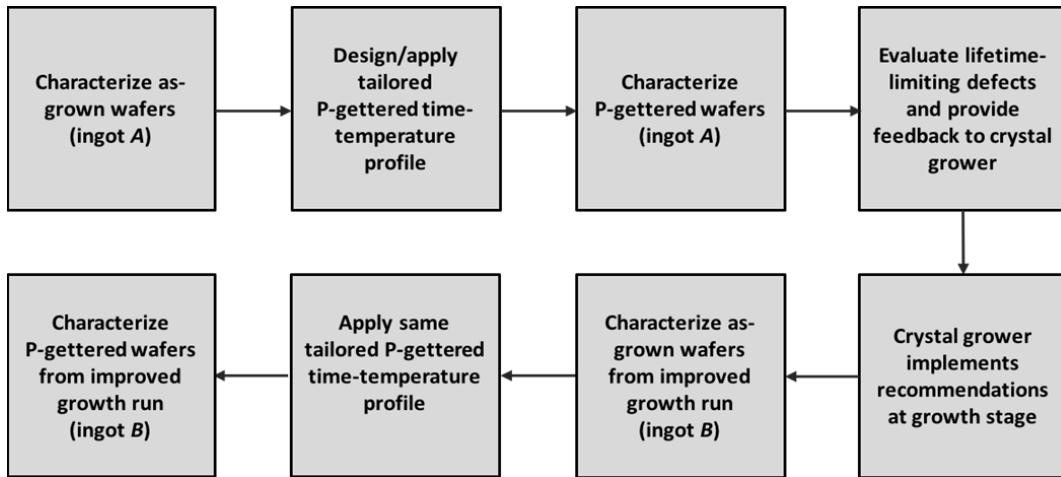 Characterize as-
grown wafers
(ingot A)
Design/apply
tailored
P-gettered time-
temperature
profile
Characterize
P-gettered wafers
(ingot A)
Evaluate lifetime-
limiting defects
and provide
feedback to crystal
grower
Crystal grower
implements
recommendations
at growth stage
Characterize as-
grown wafers
from improved
growth run
(ingot B)
Apply same
tailored P-gettered
time-temperature
profile
Characterize
P-gettered wafers
from improved
growth run
(ingot B)